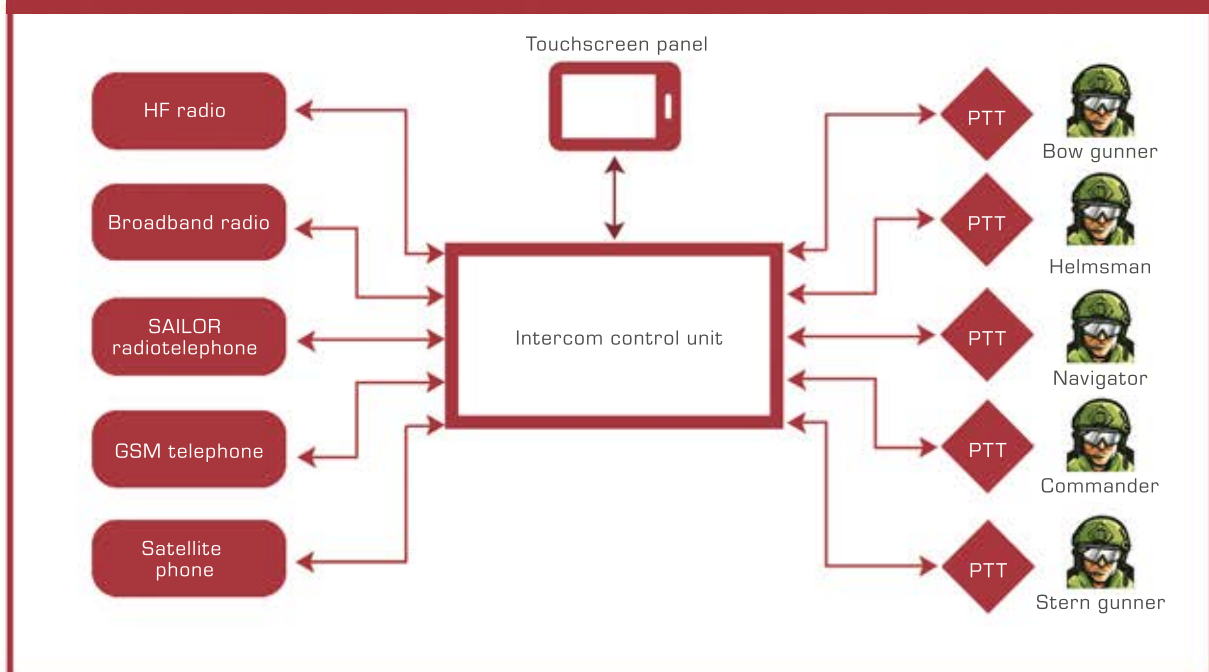 Touchscreen panel
HF radio
Broadband radio
SAILOR
radiotelephone
GSM telephone
Satellite
phone
Intercom control unit
PTT
Bow gunner
PTT
Helmsman
PTT
Navigator
PTT
Commander
PTT
Stern gunner